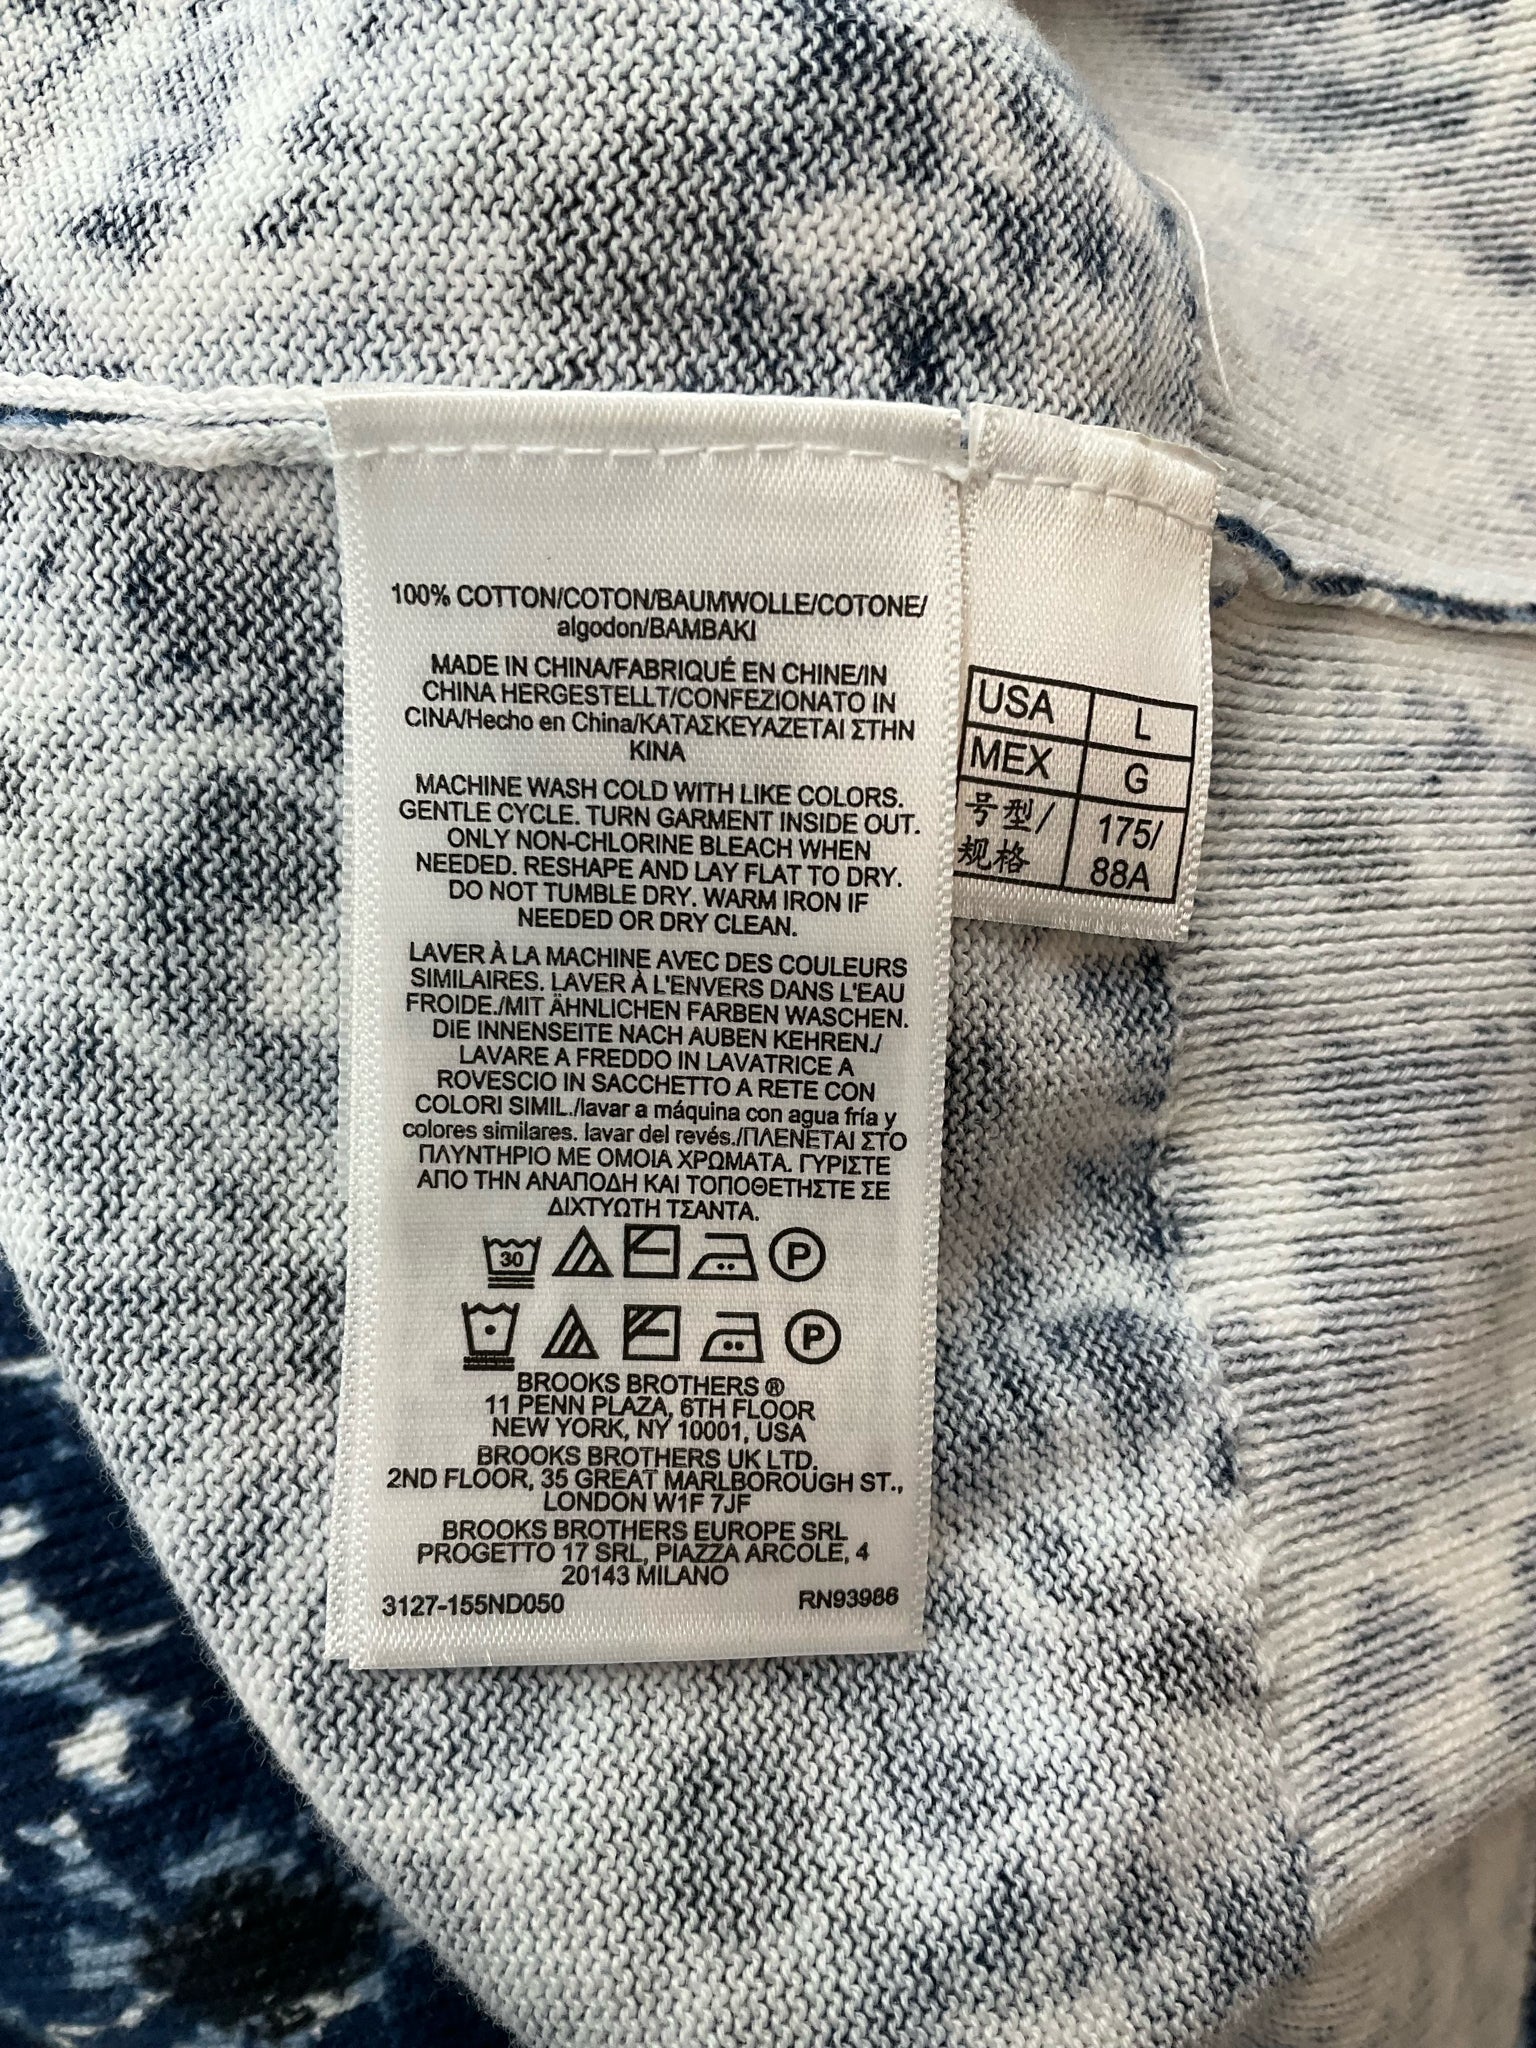 100% COTTON/COTON/BAUMWOLLE/COTONE/
algodon/BAMBAKI
MADE IN CHINA/FABRIQUÉ EN CHINE/IN
CHINA HERGESTELLT/CONFEZIONATO IN
CINA/Hecho en China/ΚΑΤΑΣΚΕΥΑΖΕΤΑΙ ΣΤΗΝ
ΚΙΝΑ
MACHINE WASH COLD WITH LIKE COLORS.
GENTLE CYCLE. TURN GARMENT INSIDE OUT.
ONLY NON-CHLORINE BLEACH WHEN
NEEDED. RESHAPE AND LAY FLAT TO DRY.
DO NOT TUMBLE DRY. WARM IRON IF
NEEDED OR DRY CLEAN.
LAVER À LA MACHINE AVEC DES COULEURS
SIMILAIRES. LAVER À L'ENVERS DANS L'EAU
FROIDE./MIT ÄHNLICHEN FARBEN WASCHEN.
DIE INNENSEITE NACH AUBEN KEHREN./
LAVARE A FREDDO IN LAVATRICE A
ROVESCIO IN SACCHETTO A RETE CON
COLORI SIMIL./lavar a máquina con agua fría y
colores similares. lavar del revés./ΠΛΕΝΕΤΑΙ ΣΤΟ
ΠΛΥΝΤΗΡΙΟ ΜΕ ΟΜΟΙΑ ΧΡΩΜΑΤΑ. ΓΥΡΙΣΤΕ
ΑΠΟ ΤΗΝ ΑΝΑΠΟΔΗ ΚΑΙ ΤΟΠΟΘΕΤΗΣΤΕ ΣΕ
ΔΙΧΤΥΩΤΗ ΤΣΑΝΤΑ.
30 P
P
BROOKS BROTHERS ®
11 PENN PLAZA, 6TH FLOOR
NEW YORK, NY 10001, USA
BROOKS BROTHERS UK LTD.
2ND FLOOR, 35 GREAT MARLBOROUGH ST.,
LONDON W1F 7JF
BROOKS BROTHERS EUROPE SRL
PROGETTO 17 SRL, PIAZZA ARCOLE, 4
20143 MILANO
3127-155ND050 RN93986
USA L
MEX G
号型/ 175/
规格 88A